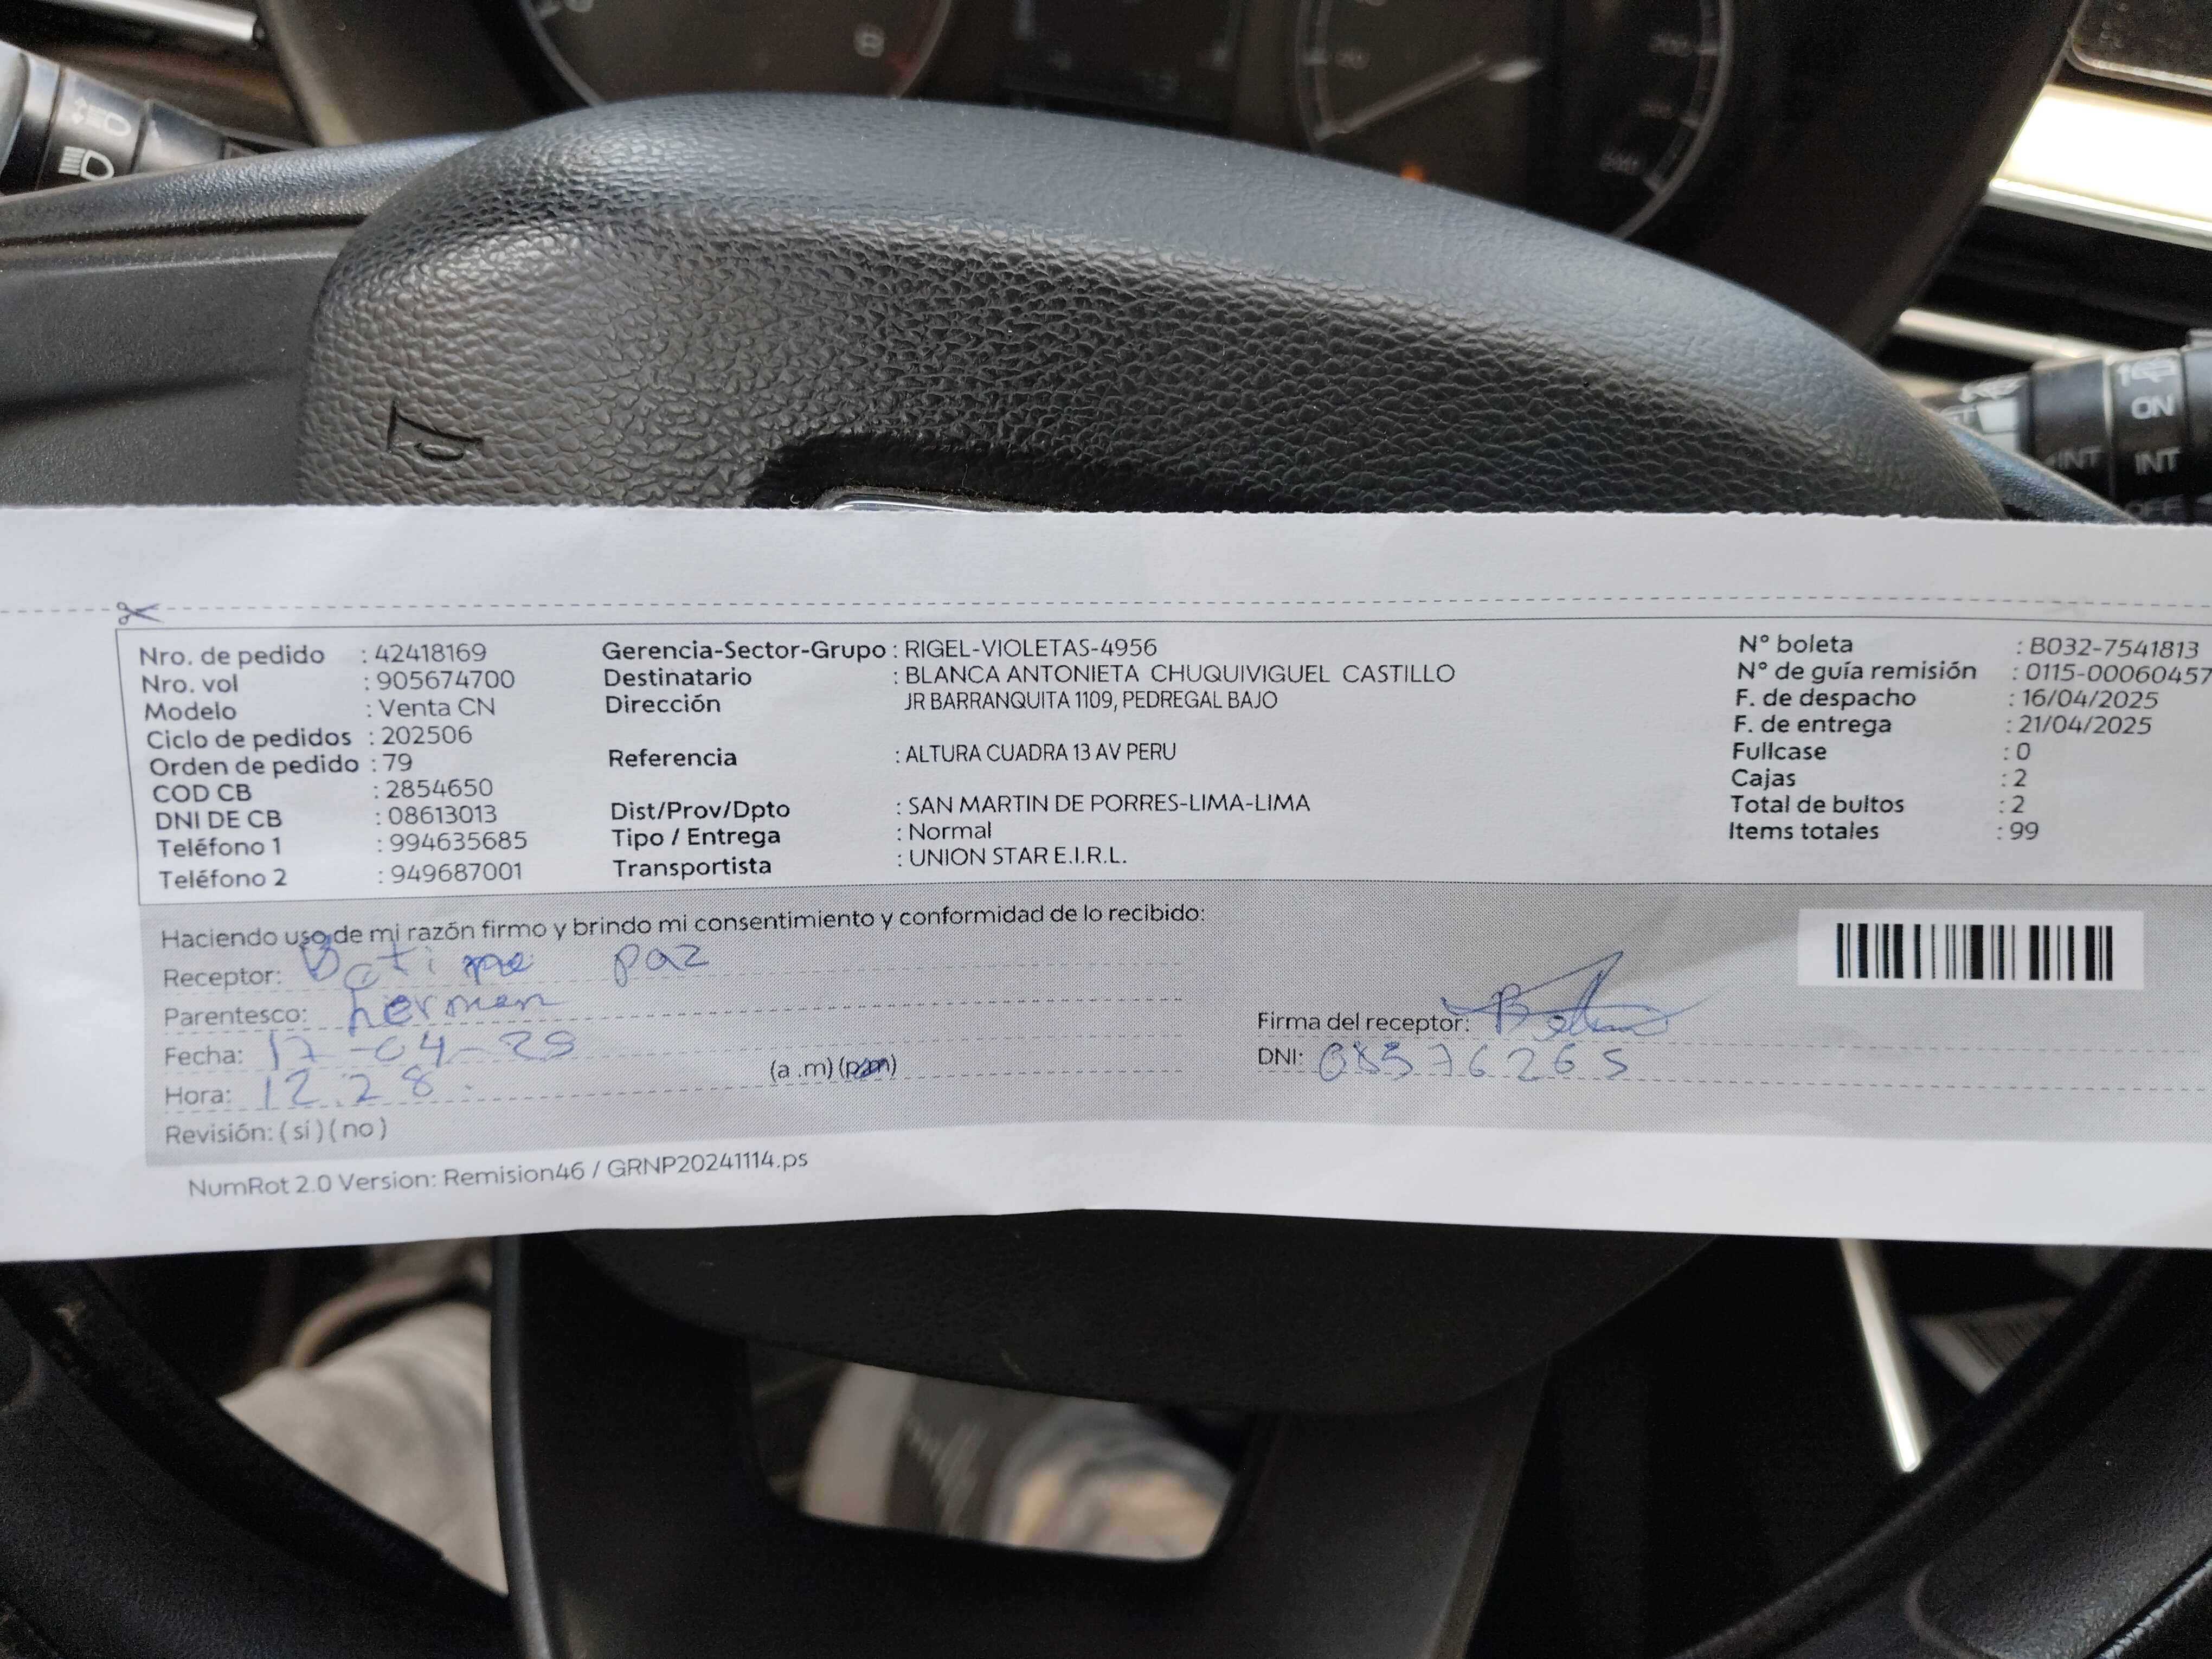 ON
INT
INT
Nro. de pedido : 42418169
Nro. vol : 905674700
Modelo : Venta CN
Ciclo de pedidos : 202506
Orden de pedido : 79
COD CB : 2854650
DNI DE CB : 08613013
Teléfono 1 : 994635685
Teléfono 2 : 949687001
Gerencia-Sector-Grupo : RIGEL-VIOLETAS-4956
Destinatario : BLANCA ANTONIETA CHUQUIVIGUEL CASTILLO
Dirección JR BARRANQUITA 1109, PEDREGAL BAJO
Referencia : ALTURA CUADRA 13 AV PERU
Dist/Prov/Dpto : SAN MARTIN DE PORRES-LIMA-LIMA
Tipo / Entrega : Normal
Transportista : UNION STAR E.I.R.L.
N° boleta : B032-7541813
N° de guía remisión : 0115-00060457
F. de despacho : 16/04/2025
F. de entrega : 21/04/2025
Fullcase : 0
Cajas : 2
Total de bultos : 2
Items totales : 99
Haciendo uso de mi razón firmo y brindo mi consentimiento y conformidad de lo recibido:
Receptor: paz
Parentesco: herman
Fecha: 17-04-25
Hora: 12.28. (a.m) (p.m)
Revisión: (si) (no)
Firma del receptor:
DNI: 08576265
NumRot 2.0 Version: Remision46 / GRNP20241114.ps